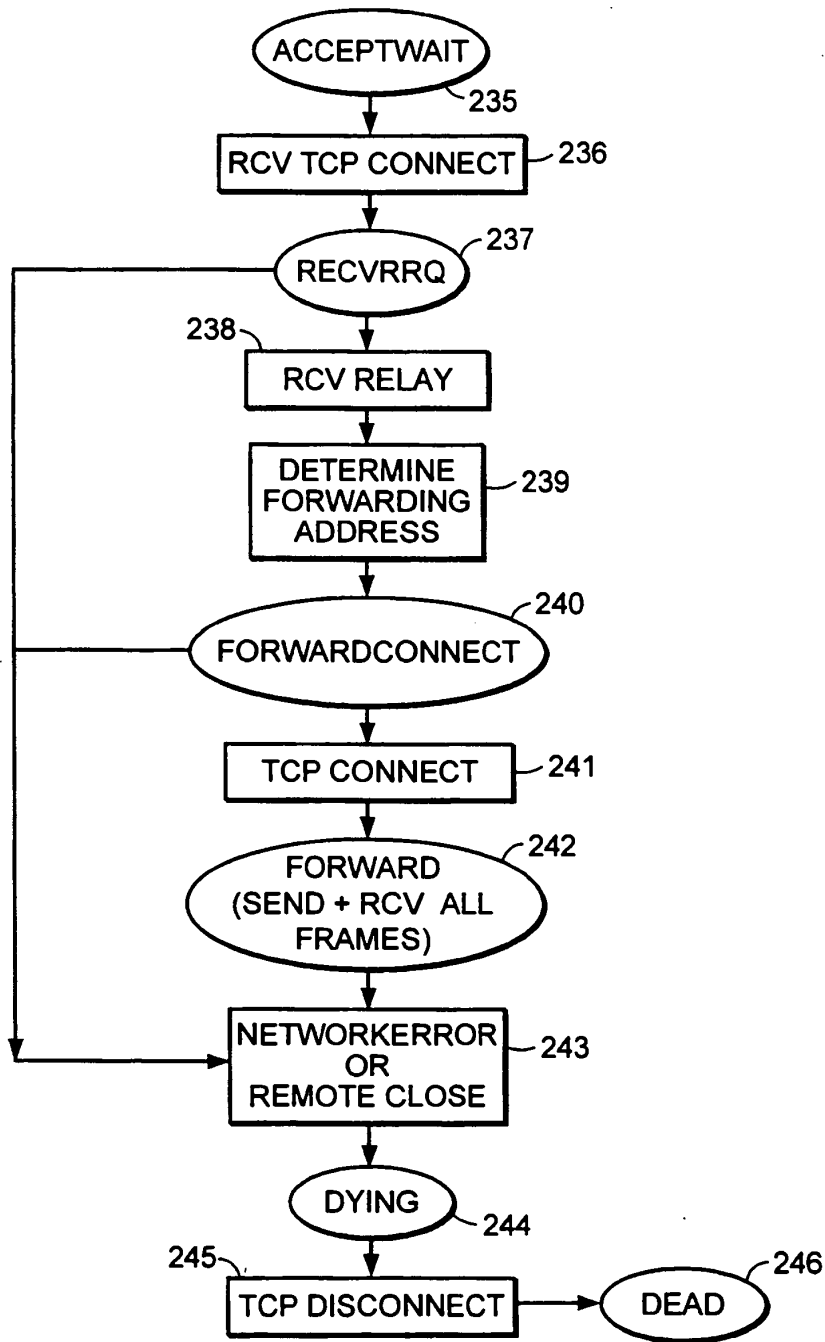 ACCEPTWAIT
235
RCV TCP CONNECT
236
237
RECVRRQ
238
RCV RELAY
DETERMINE
FORWARDING
ADDRESS
239
240
FORWARDCONNECT
TCP CONNECT
241
242
FORWARD
(SEND + RCV ALL
FRAMES)
NETWORKERROR
OR
REMOTE CLOSE
243
DYING
244
245
TCP DISCONNECT
246
DEAD